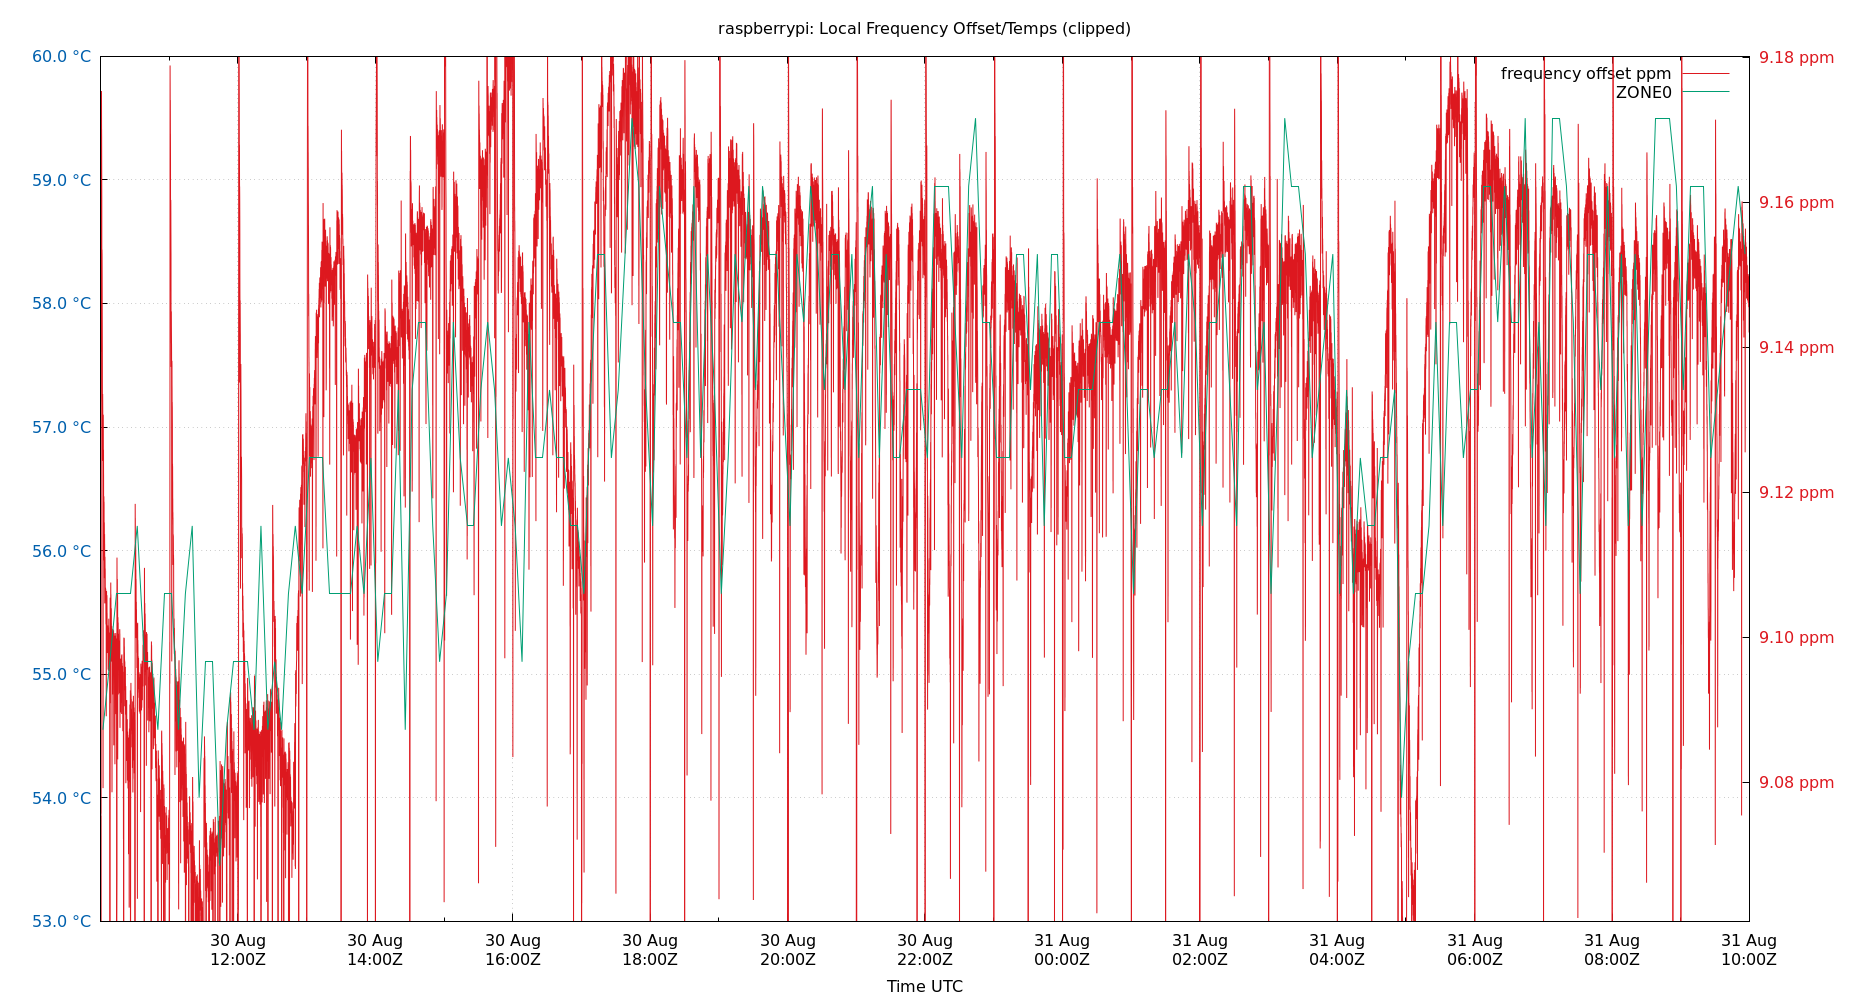 raspberrypi: Local Frequency Offset/Temps (clipped)
60.0 °C
59.0 °C
58.0 °C
57.0 °C
56.0 °C
55.0 °C
54.0 °C
53.0 °C
9.18 ppm
9.16 ppm
9.14 ppm
9.12 ppm
9.10 ppm
9.08 ppm
frequency offset ppm
ZONE0
30 Aug 30 Aug 30 Aug 30 Aug 30 Aug 30 Aug 31 Aug 31 Aug 31 Aug 31 Aug 31 Aug 31 Aug
12:00Z 14:00Z 16:00Z 18:00Z 20:00Z 22:00Z 00:00Z 02:00Z 04:00Z 06:00Z 08:00Z 10:00Z
Time UTC